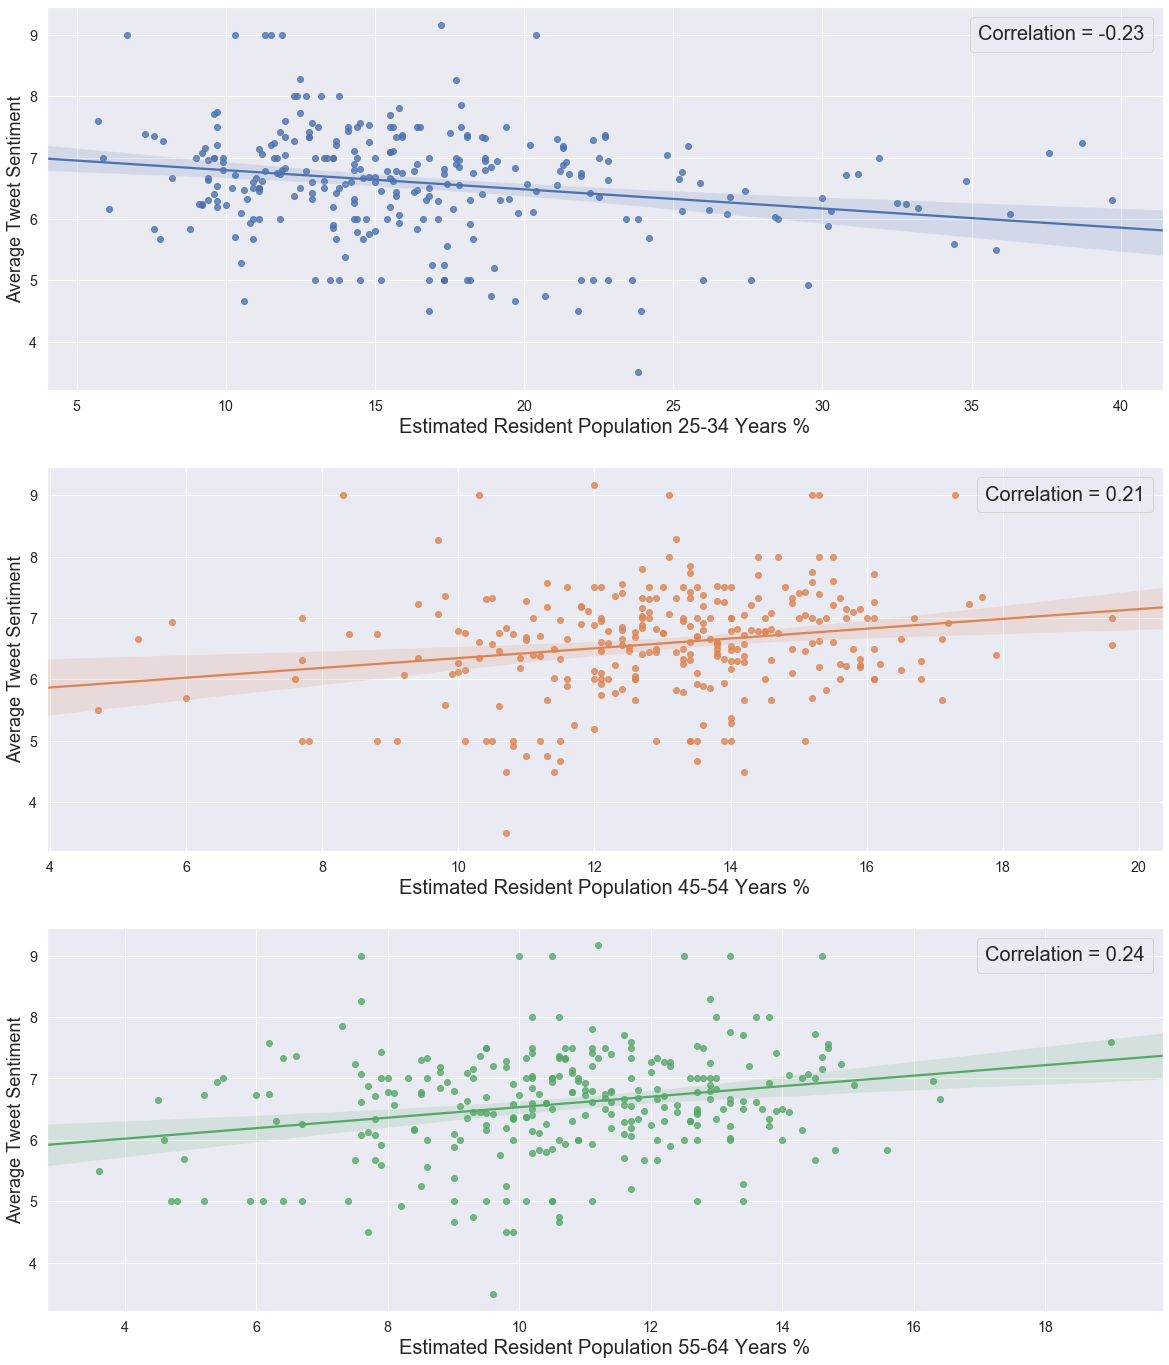 Correlation = -0.23
Average Tweet Sentiment
9
8
7
6
5
4
5 10 15 20 25 30 35 40
Estimated Resident Population 25-34 Years %
Correlation = 0.21
Average Tweet Sentiment
9
8
7
6
5
4
4 6 8 10 12 14 16 18 20
Estimated Resident Population 45-54 Years %
Correlation = 0.24
Average Tweet Sentiment
9
8
7
6
5
4
4 6 8 10 12 14 16 18
Estimated Resident Population 55-64 Years %